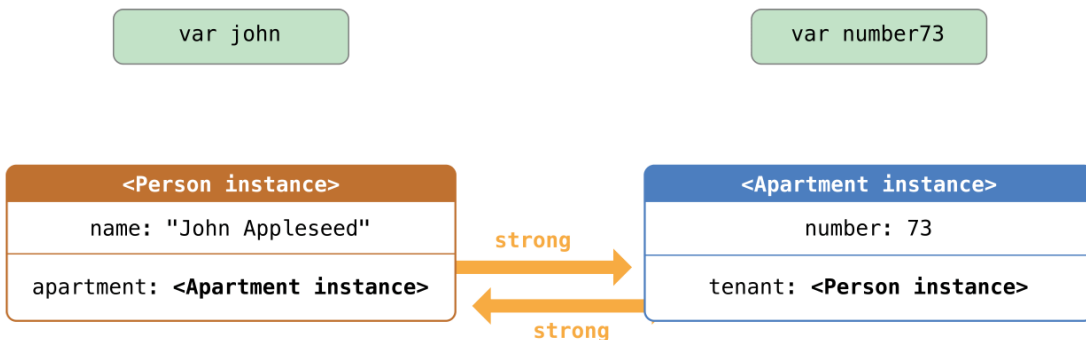 var john
var number73
<Person instance>
name: "John Appleseed"
apartment: <Apartment instance>
strong
strong
<Apartment instance>
number: 73
tenant: <Person instance>